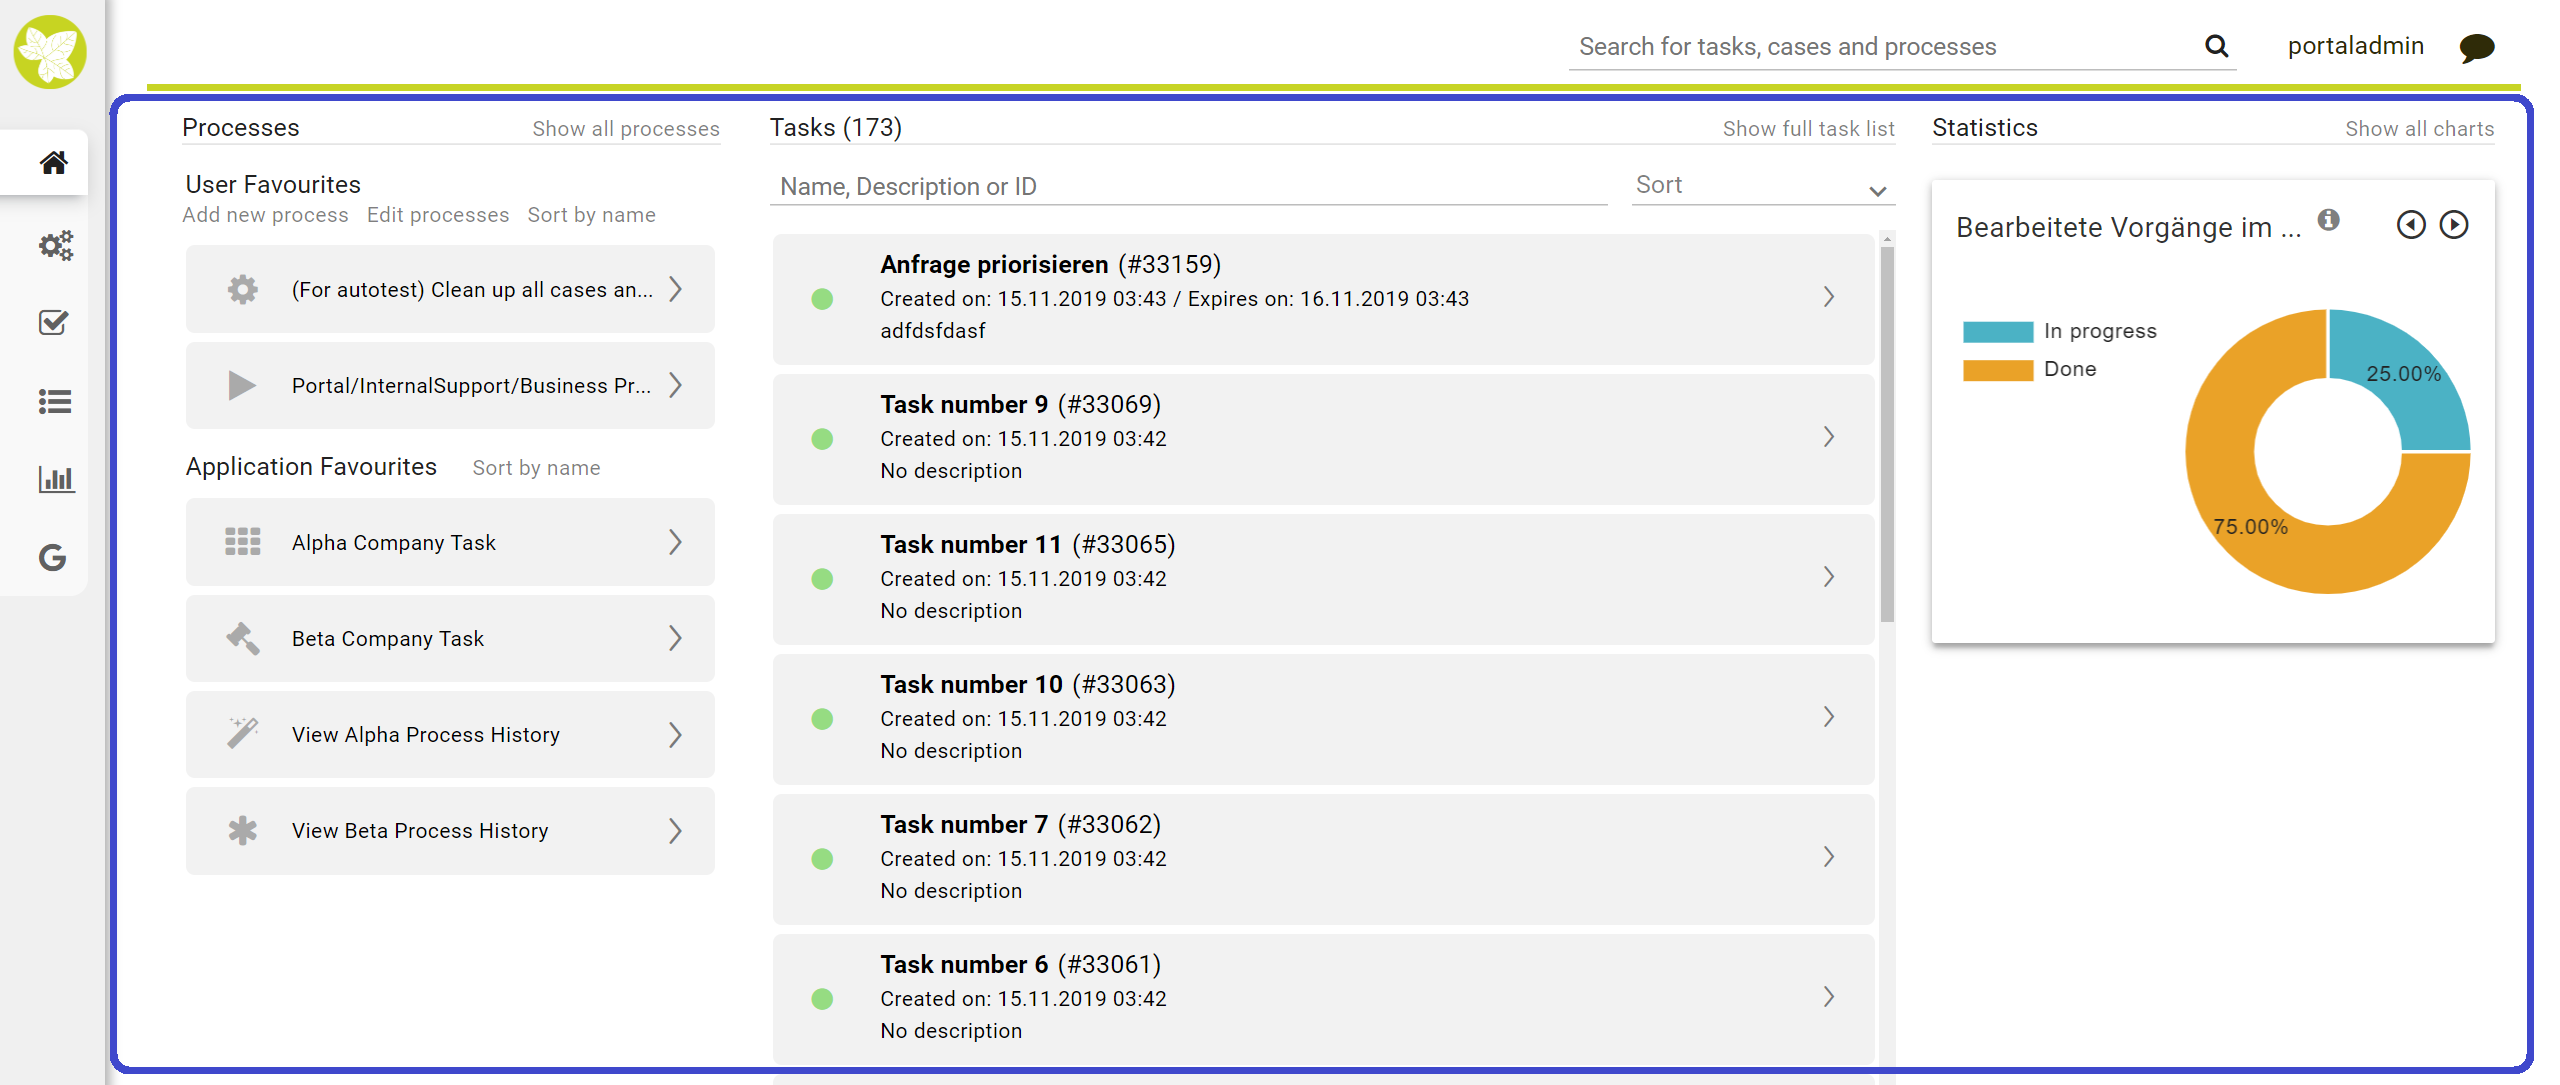 Search for tasks, cases and processes
portaladmin
Processes
Show all processes
User Favourites
Add new process
Edit processes
Sort by name
(For autotest) Clean up all cases an...
Portal/InternalSupport/Business Pr...
Application Favourites
Sort by name
Alpha Company Task
Beta Company Task
View Alpha Process History
View Beta Process History
Tasks (173)
Show full task list
Name, Description or ID
Sort
Anfrage priorisieren (#33159)
Created on: 15.11.2019 03:43 / Expires on: 16.11.2019 03:43
adfdsfdasf
Task number 9 (#33069)
Created on: 15.11.2019 03:42
No description
Task number 11 (#33065)
Created on: 15.11.2019 03:42
No description
Task number 10 (#33063)
Created on: 15.11.2019 03:42
No description
Task number 7 (#33062)
Created on: 15.11.2019 03:42
No description
Task number 6 (#33061)
Created on: 15.11.2019 03:42
No description
Statistics
Show all charts
Bearbeitete Vorgänge im ...
In progress
Done
25.00%
75.00%